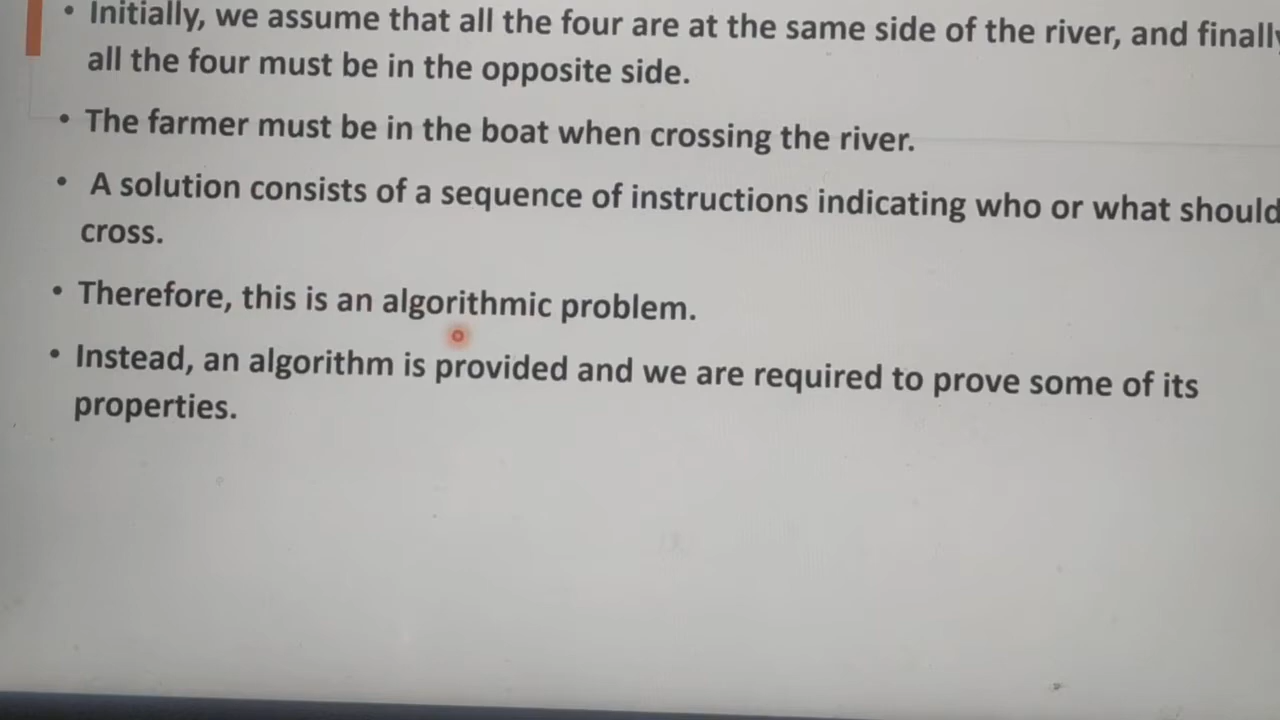 • Initially, we assume that all the four are at the same side of the river, and finally
all the four must be in the opposite side.
• The farmer must be in the boat when crossing the river.
• A solution consists of a sequence of instructions indicating who or what should
cross.
• Therefore, this is an algorithmic problem.
• Instead, an algorithm is provided and we are required to prove some of its
properties.